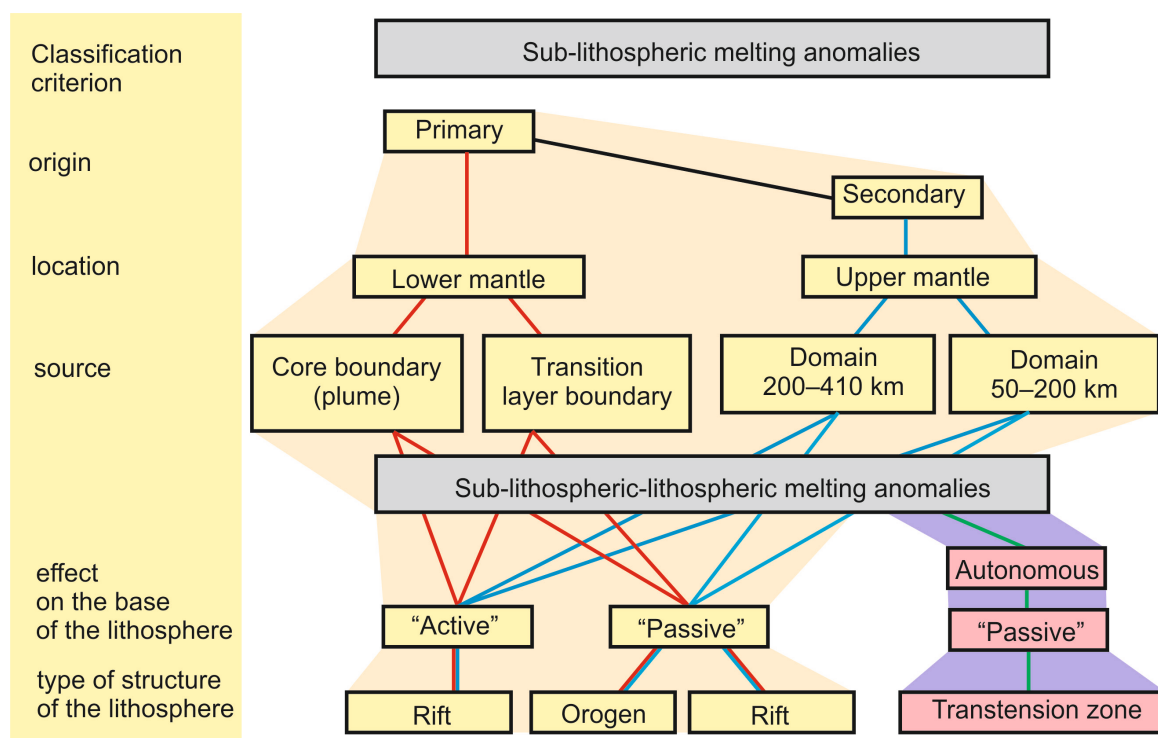 Classification
criterion
Sub-lithospheric melting anomalies
Primary
origin
Secondary
location
Lower mantle
Upper mantle
source
Core boundary
(plume)
Transition
layer boundary
Domain
200–410 km
Domain
50–200 km
Sub-lithospheric-lithospheric melting anomalies
effect
on the base
of the lithosphere
Autonomous
“Active”
“Passive”
“Passive”
type of structure
of the lithosphere
Rift
Orogen
Rift
Transtension zone